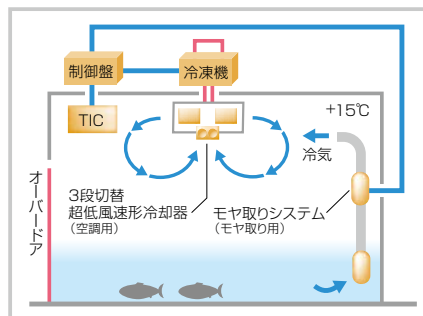 制御盤
冷凍機
TIC
+15℃
冷気
オーバードア
3段切替
超低風速形冷却器
（空調用）
モヤ取りシステム
（モヤ取り用）